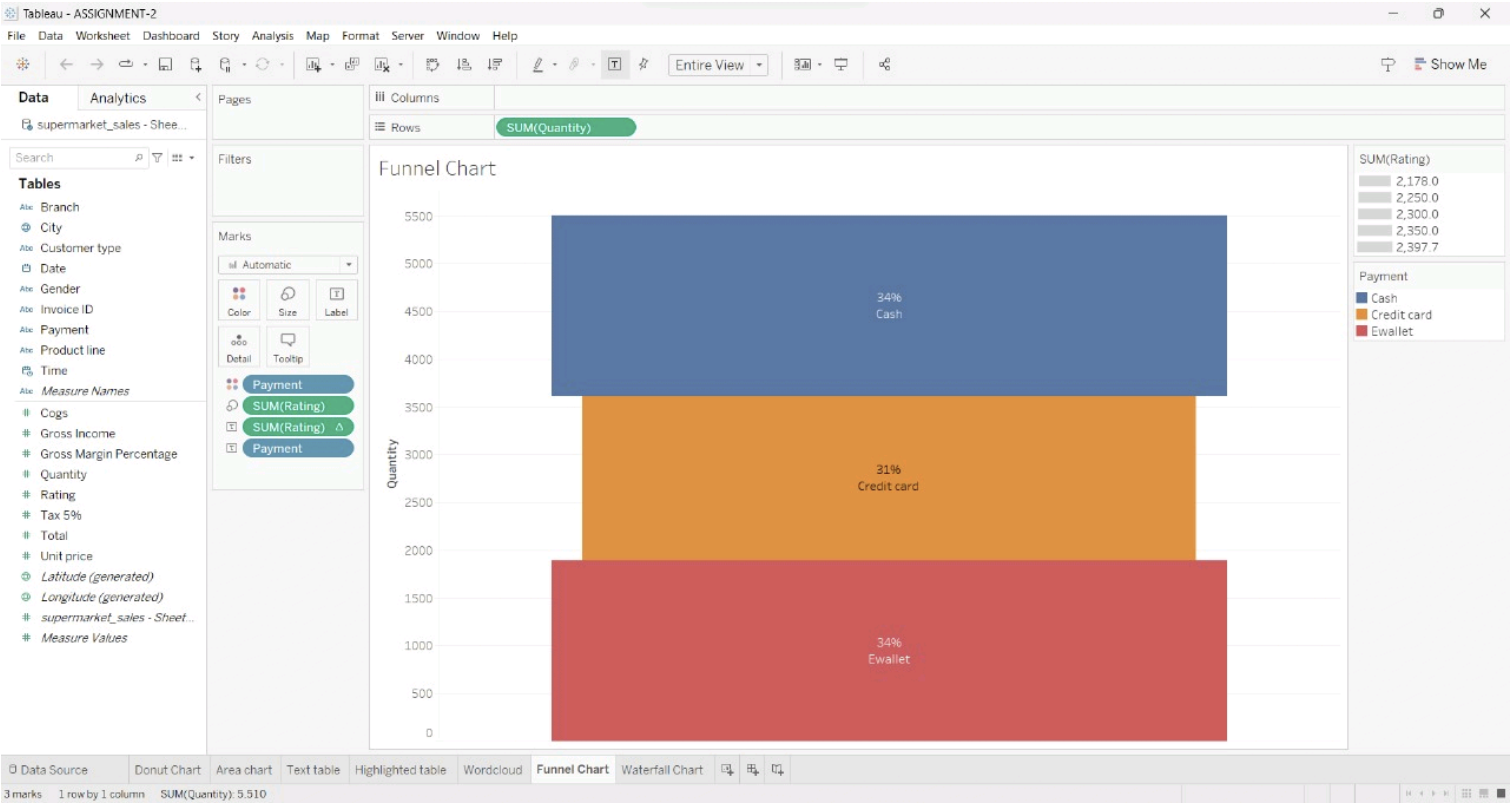 Tableau - ASSIGNMENT-2
File Data Worksheet Dashboard Story Analysis Map Format Server Window Help
Entire View
Show Me
Data Analytics
supermarket_sales - Shee...
Search
Tables
Abc Branch
City
Abc Customer type
Date
Abc Gender
Abc Invoice ID
Abc Payment
Abc Product line
Time
Abc Measure Names
# Cogs
# Gross Income
# Gross Margin Percentage
# Quantity
# Rating
# Tax 5%
# Total
# Unit price
Latitude (generated)
Longitude (generated)
# supermarket_sales - Sheet...
# Measure Values
Pages
Filters
Marks
Automatic
Color Size Label
Detail Tooltip
Payment
SUM(Rating)
SUM(Rating) Δ
Payment
Columns
Rows SUM(Quantity)
Funnel Chart
Quantity
5500
5000
4500
4000
3500
3000
2500
2000
1500
1000
500
0
34%
Cash
31%
Credit card
34%
Ewallet
SUM(Rating)
2,178.0
2,250.0
2,300.0
2,350.0
2,397.7
Payment
Cash
Credit card
Ewallet
Data Source Donut Chart Area chart Text table Highlighted table Wordcloud Funnel Chart Waterfall Chart
3 marks 1 row by 1 column SUM(Quantity): 5.510